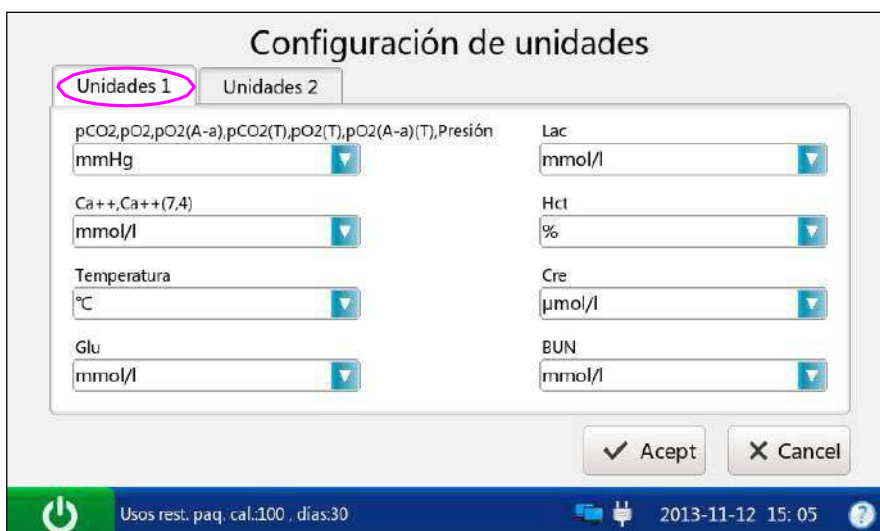 Configuración de unidades
Unidades 1 Unidades 2
pCO2,pO2,pO2(A-a),pCO2(T),pO2(T),pO2(A-a)(T),Presión Lac
mmHg mmol/l
Ca++,Ca++(7,4) Hct
mmol/l %
Temperatura Cre
°C µmol/l
Glu BUN
mmol/l mmol/l
Acept Cancel
Usos rest. paq. cal.:100 , dias:30 2013-11-12 15: 05 ?